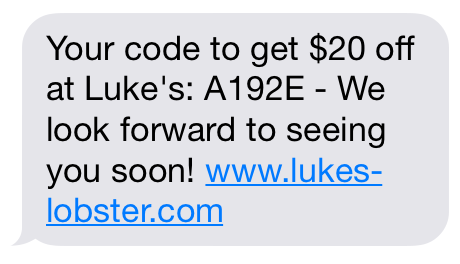 Your code to get $20 off
at Luke's: A192E - We
look forward to seeing
you soon! www.lukes-
lobster.com